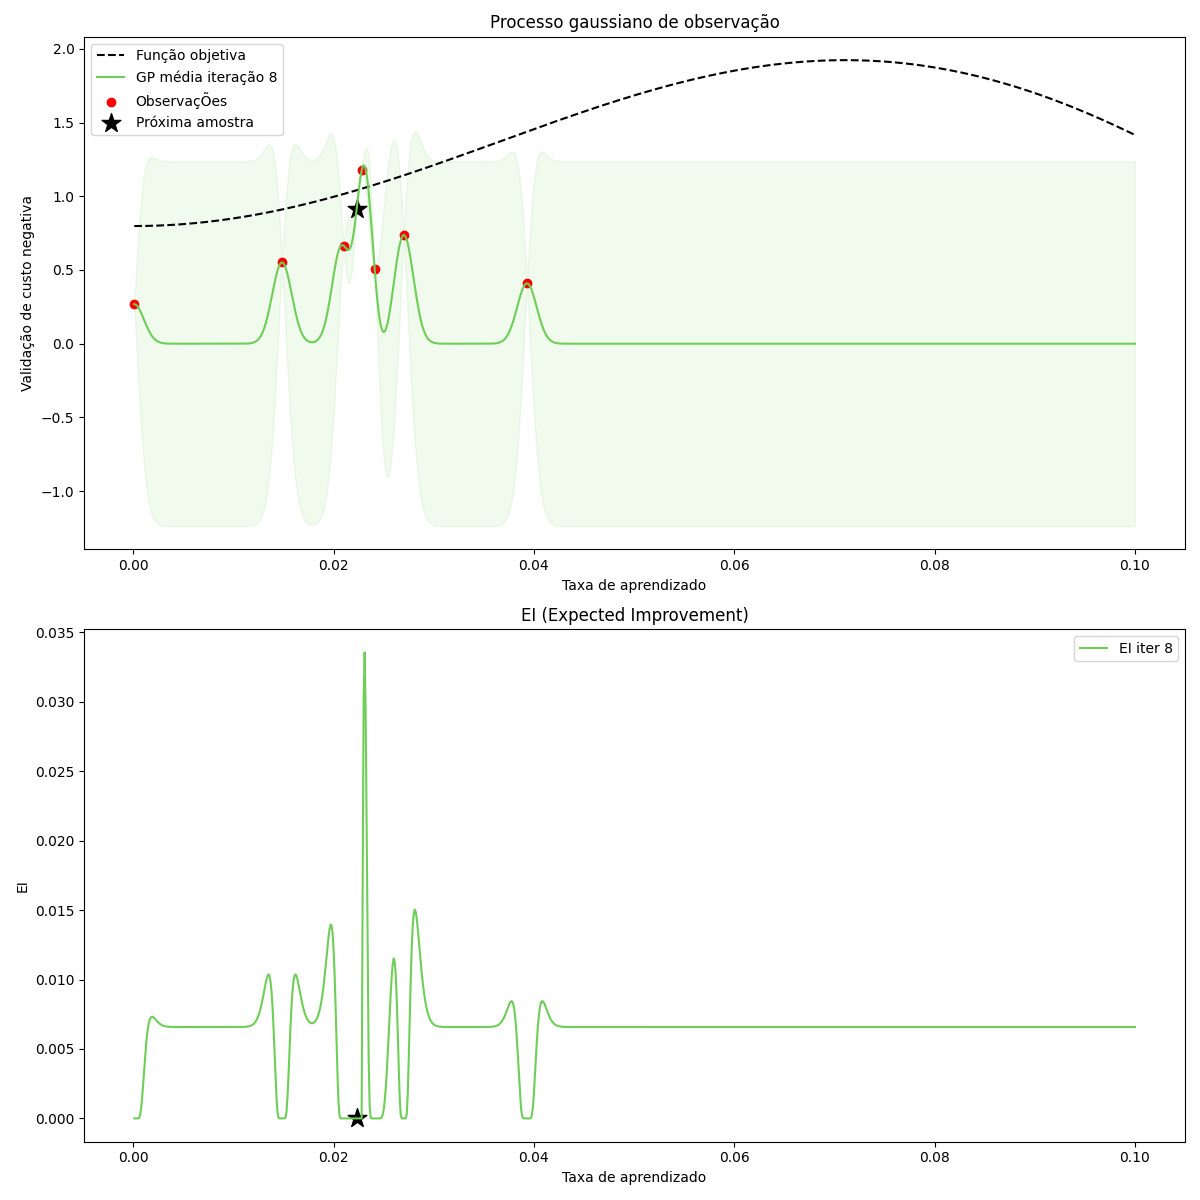 Processo gaussiano de observação
Função objetiva
GP média iteração 8
ObservaçÕes
Próxima amostra
2.0
1.5
1.0
0.5
0.0
−0.5
−1.0
Validação de custo negativa
0.00
0.02
0.04
0.06
0.08
0.10
Taxa de aprendizado
EI (Expected Improvement)
EI iter 8
0.035
0.030
0.025
0.020
0.015
0.010
0.005
0.000
EI
0.00
0.02
0.04
0.06
0.08
0.10
Taxa de aprendizado